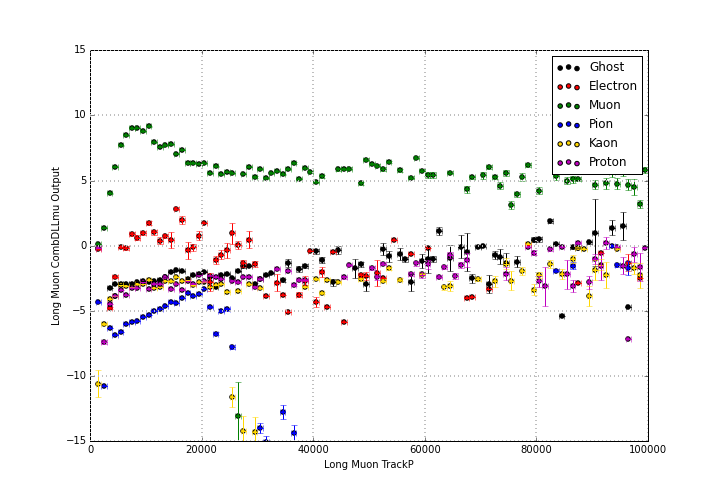 15
10
5
0
−5
−10
−15
Long Muon CombDLLmu Output
Ghost
Electron
Muon
Pion
Kaon
Proton
0 20000 40000 60000 80000 100000
Long Muon TrackP